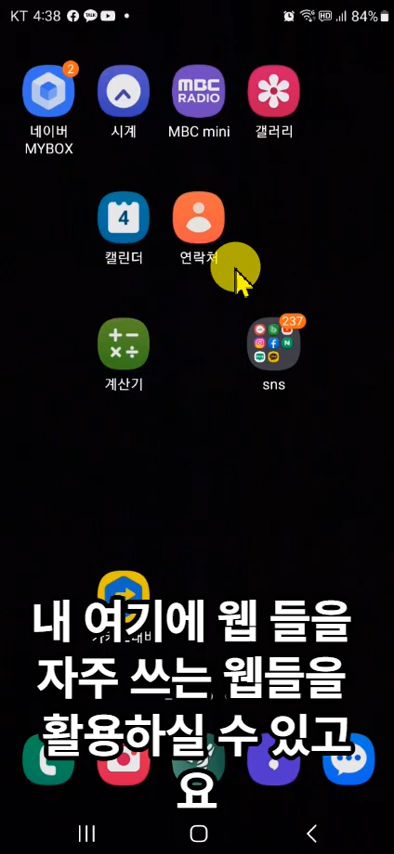 KT 4:38
84%
2
네이버
MYBOX
시계
MBC
RADIO
MBC mini
갤러리
4
캘린더
연락처
계산기
237
sns
내 여기에 웹 들을
자주 쓰는 웹들을
활용하실 수 있고
요